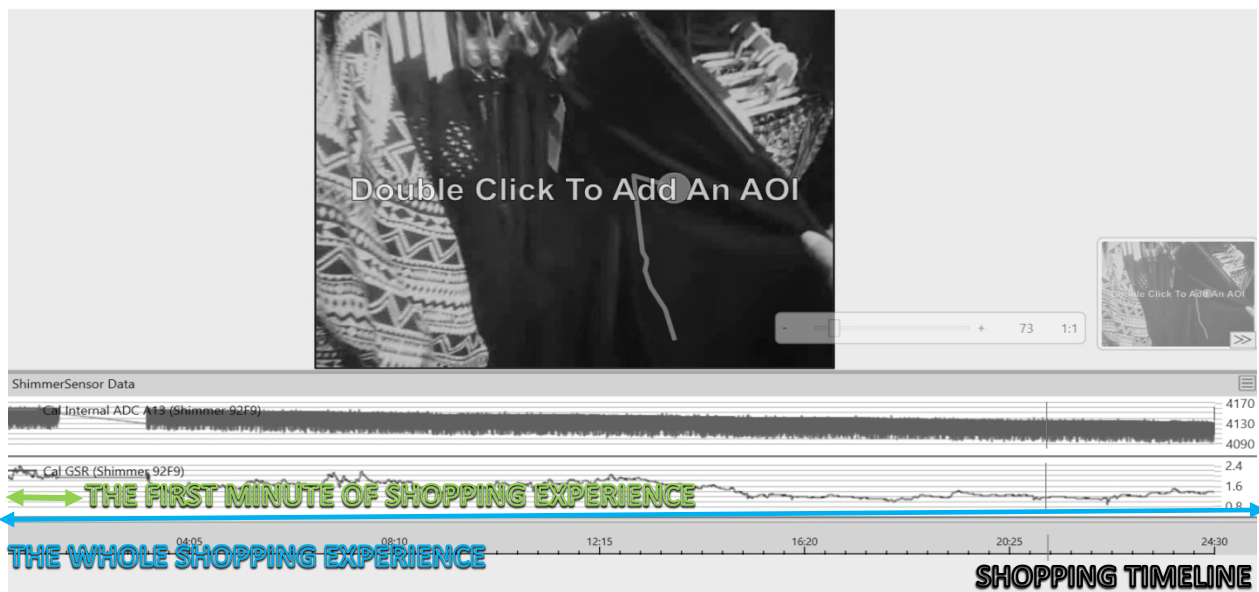 Double Click To Add An AOI
- + 73 1:1
Double Click To Add An AOI
ShimmerSensor Data
Cal Internal ADC A13 (Shimmer 92F9)
4170
4130
4090
Cal GSR (Shimmer 92F9)
2.4
1.6
0.8
THE FIRST MINUTE OF SHOPPING EXPERIENCE
04:05 08:10 12:15 16:20 20:25 24:30
THE WHOLE SHOPPING EXPERIENCE
SHOPPING TIMELINE